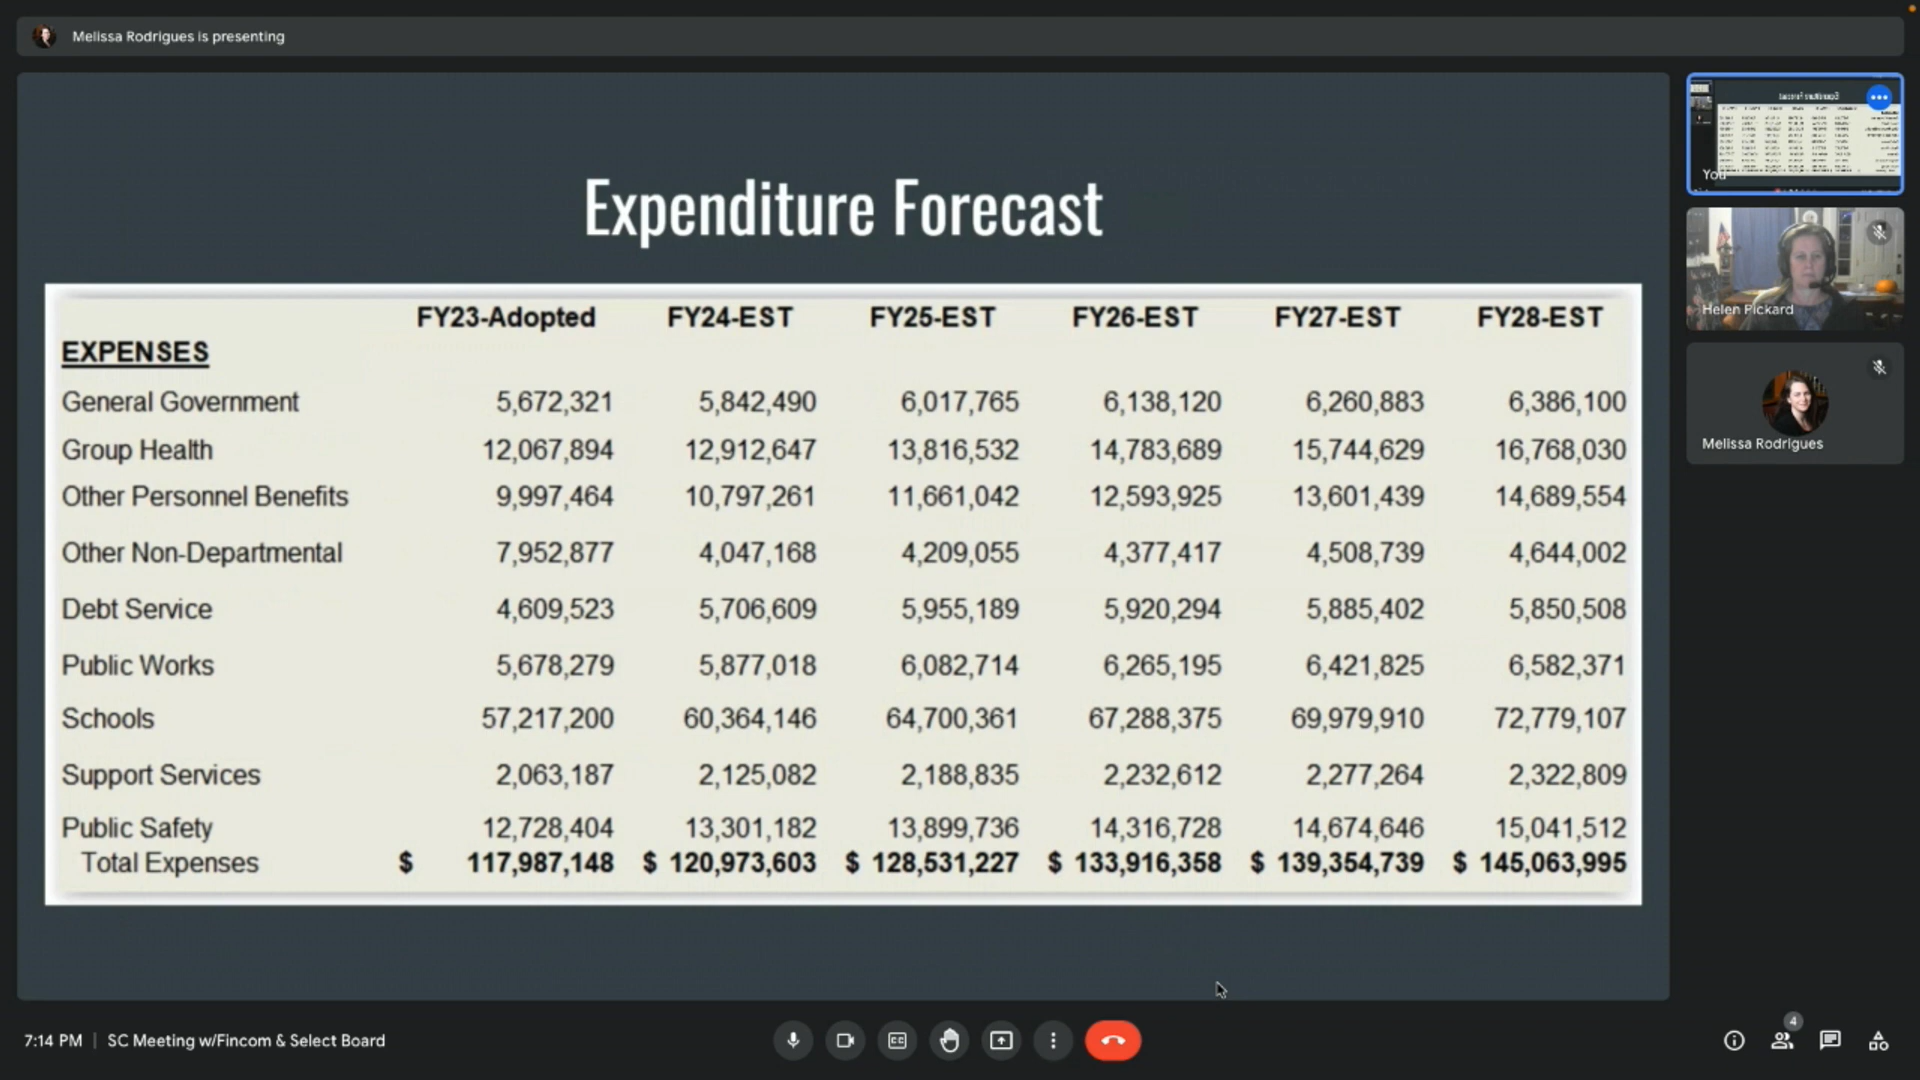 Melissa Rodrigues is presenting
Expenditure Forecast
FY23-Adopted FY24-EST FY25-EST FY26-EST FY27-EST FY28-EST
EXPENSES
General Government 5,672,321 5,842,490 6,017,765 6,138,120 6,260,883 6,386,100
Group Health 12,067,894 12,912,647 13,816,532 14,783,689 15,744,629 16,768,030
Other Personnel Benefits 9,997,464 10,797,261 11,661,042 12,593,925 13,601,439 14,689,554
Other Non-Departmental 7,952,877 4,047,168 4,209,055 4,377,417 4,508,739 4,644,002
Debt Service 4,609,523 5,706,609 5,955,189 5,920,294 5,885,402 5,850,508
Public Works 5,678,279 5,877,018 6,082,714 6,265,195 6,421,825 6,582,371
Schools 57,217,200 60,364,146 64,700,361 67,288,375 69,979,910 72,779,107
Support Services 2,063,187 2,125,082 2,188,835 2,232,612 2,277,264 2,322,809
Public Safety 12,728,404 13,301,182 13,899,736 14,316,728 14,674,646 15,041,512
Total Expenses $ 117,987,148 $ 120,973,603 $ 128,531,227 $ 133,916,358 $ 139,354,739 $ 145,063,995
You
Helen Pickard
Melissa Rodrigues
7:14 PM | SC Meeting w/Fincom & Select Board
CC
4